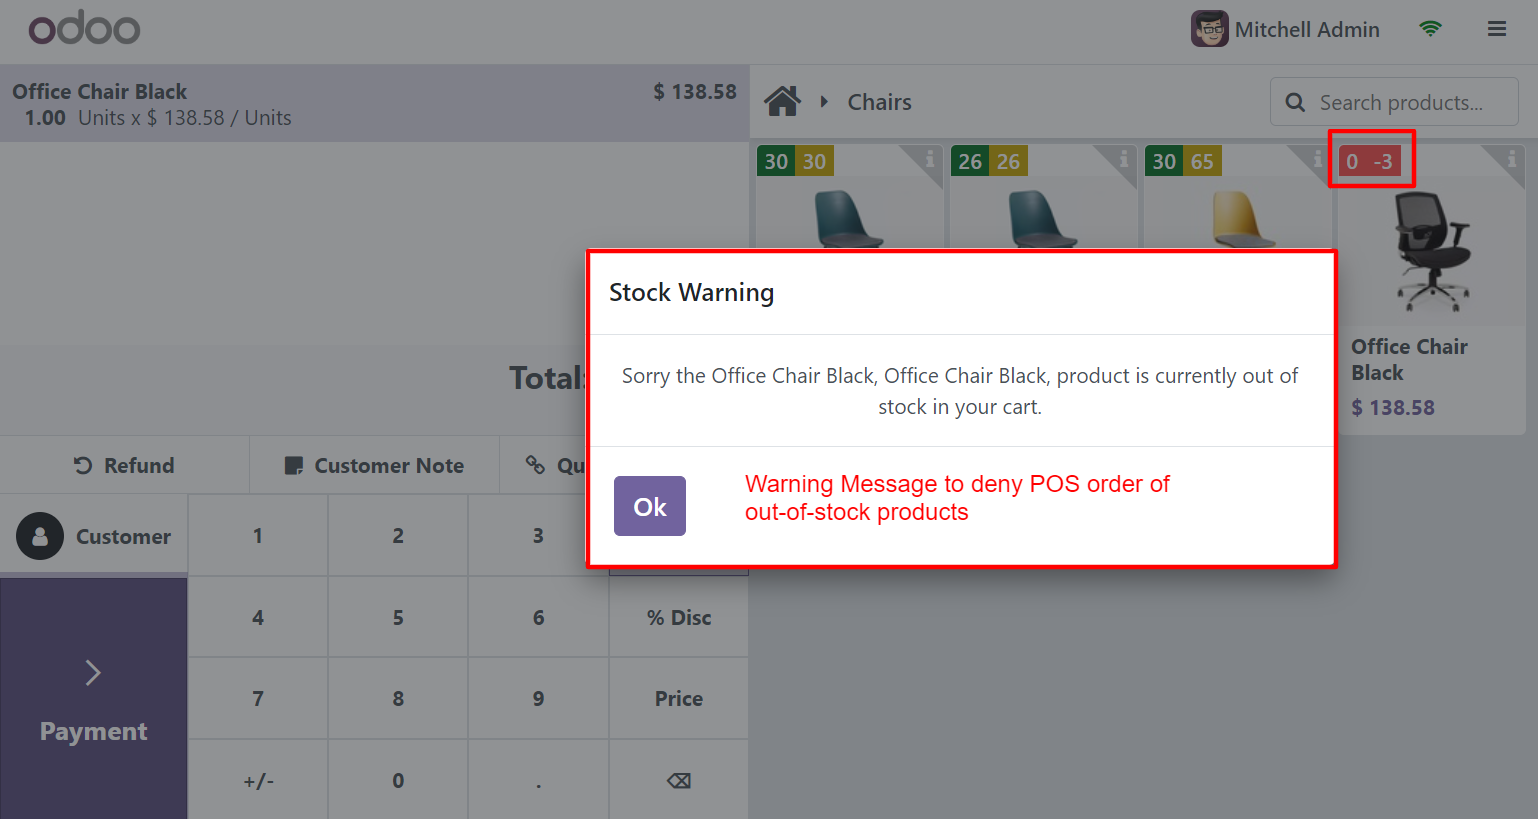 odoo
Mitchell Admin
Office Chair Black $ 138.58
1.00 Units x $ 138.58 / Units
Chairs
Search products...
30 30
26 26
30 65
0 -3
Stock Warning
Sorry the Office Chair Black, Office Chair Black, product is currently out of
stock in your cart.
Ok
Warning Message to deny POS order of
out-of-stock products
Office Chair
Black
$ 138.58
Total:
Refund
Customer Note
Qu
Customer
Payment
1 2 3
4 5 6 % Disc
7 8 9 Price
+/- 0 .